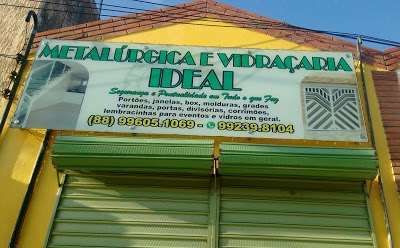 METALÚRGICA E VIDRAÇARIA
IDEAL
Segurança e Pontualidade em Tudo o que Faz
Portões, janelas, box, molduras, grades
varandas, portas, divisórias, corrimões,
lembracinhas para eventos e vidros em geral.
(88) 99605.1069 - 99239.8104